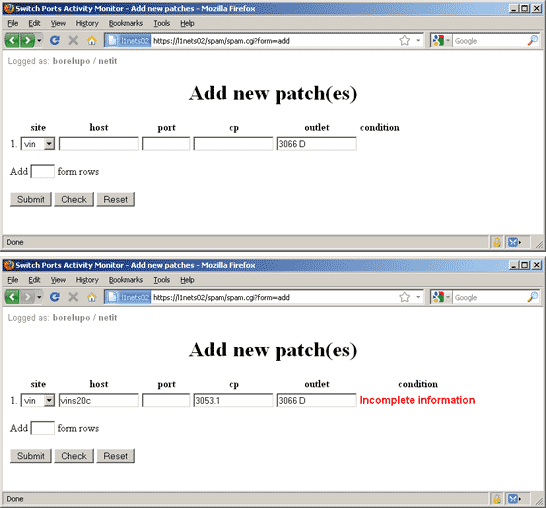 Switch Ports Activity Monitor - Add new patches - Mozilla Firefox
File Edit View History Bookmarks Tools Help
l1nets02 https://l1nets02/spam/spam.cgi?form=add Google
Logged as: borelupo / netit
Add new patch(es)
site host port cp outlet condition
1. vin 3066 D
Add form rows
Submit Check Reset
Done
Switch Ports Activity Monitor - Add new patches - Mozilla Firefox
File Edit View History Bookmarks Tools Help
l1nets02 https://l1nets02/spam/spam.cgi?form=add Google
Logged as: borelupo / netit
Add new patch(es)
site host port cp outlet condition
1. vin vins20c 3053.1 3066 D Incomplete information
Add form rows
Submit Check Reset
Done